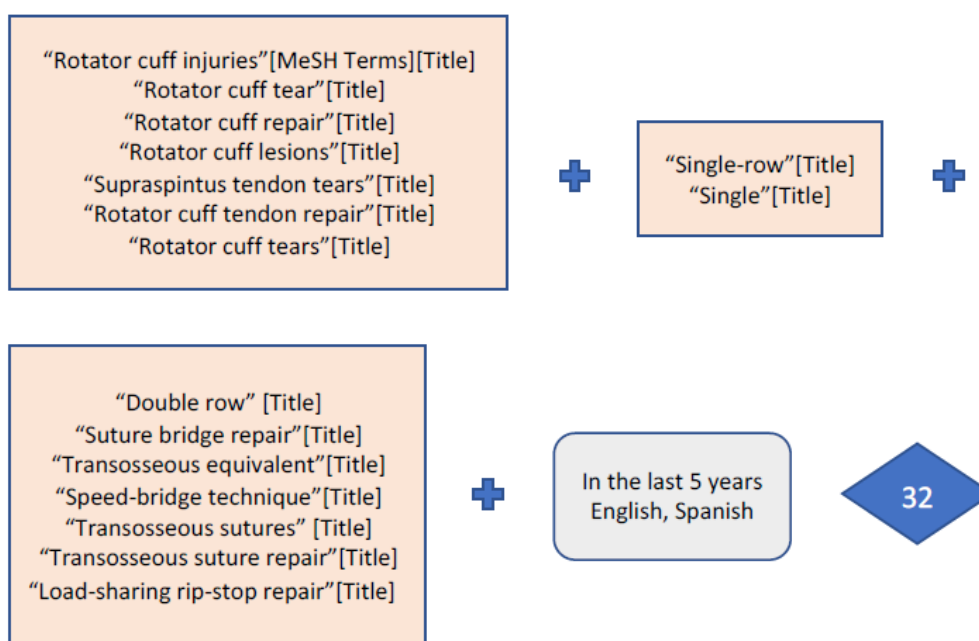 “Rotator cuff injuries”[MeSH Terms][Title]
“Rotator cuff tear”[Title]
“Rotator cuff repair”[Title]
“Rotator cuff lesions”[Title]
“Supraspintus tendon tears”[Title]
“Rotator cuff tendon repair”[Title]
“Rotator cuff tears”[Title]
“Single-row”[Title]
“Single”[Title]
“Double row” [Title]
“Suture bridge repair”[Title]
“Transosseous equivalent”[Title]
“Speed-bridge technique”[Title]
“Transosseous sutures” [Title]
“Transosseous suture repair”[Title]
“Load-sharing rip-stop repair”[Title]
In the last 5 years
English, Spanish
32